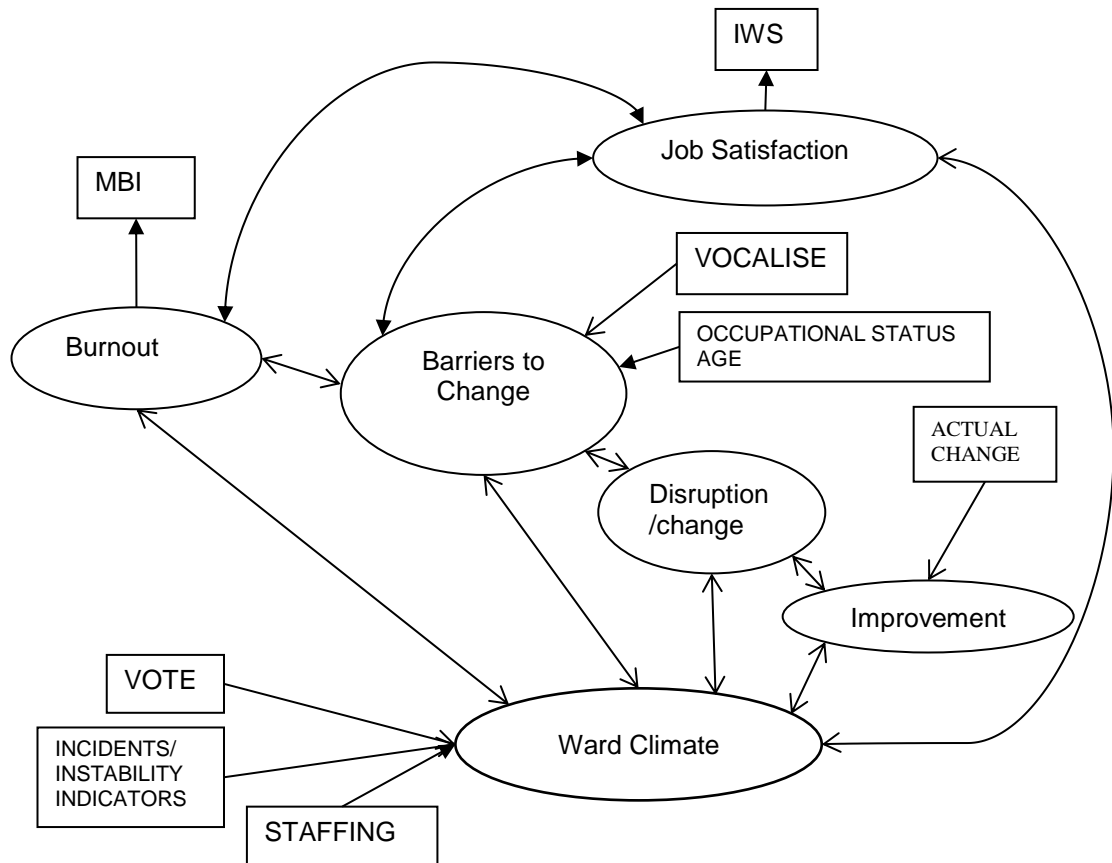 IWS
Job Satisfaction
MBI
VOCALISE
Burnout
Barriers to
Change
OCCUPATIONAL STATUS
AGE
ACTUAL
CHANGE
Disruption
/change
Improvement
VOTE
Ward Climate
INCIDENTS/
INSTABILITY
INDICATORS
STAFFING